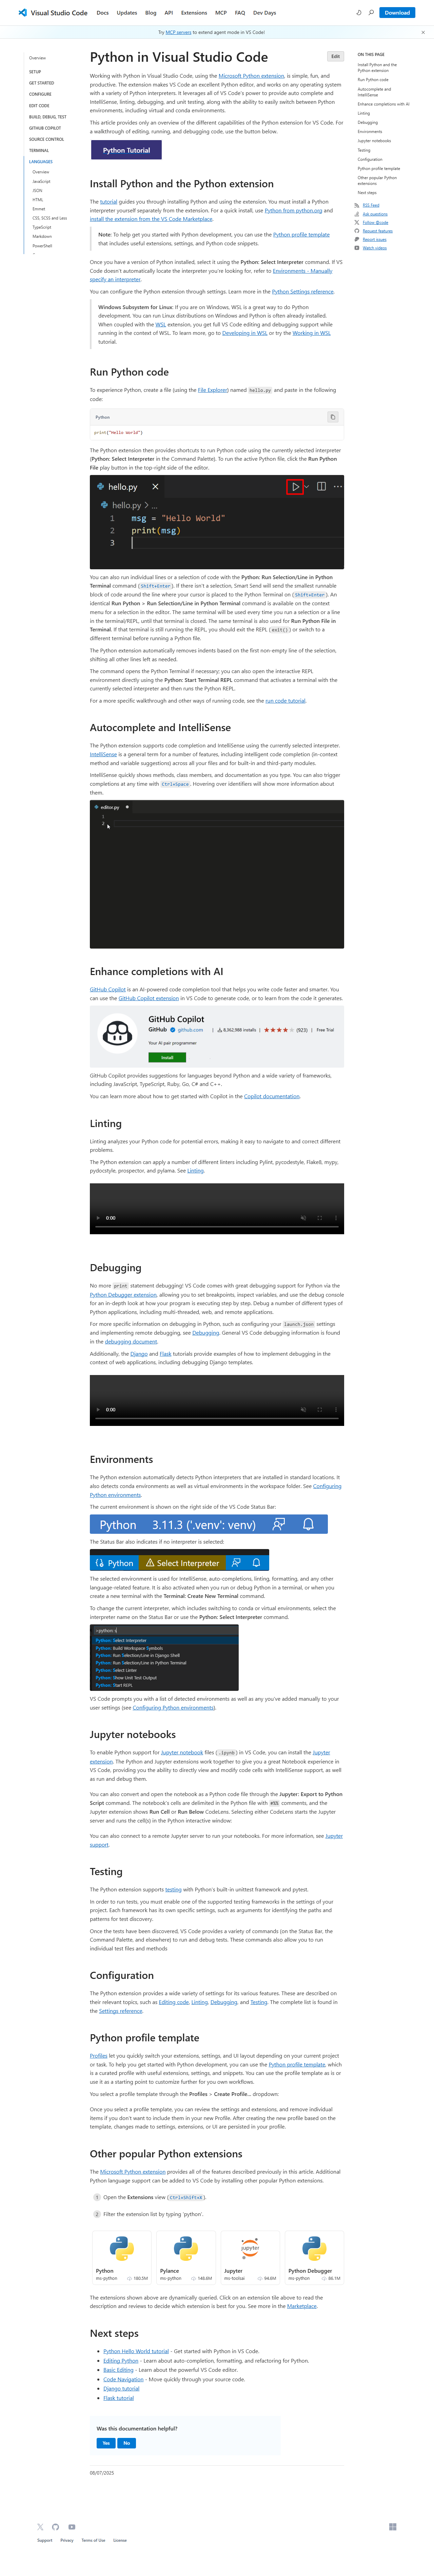 Visual Studio Code
Docs
Updates
Blog
API
Extensions
MCP
FAQ
Dev Days
Download
Try MCP servers to extend agent mode in VS Code!
Overview
SETUP
GET STARTED
CONFIGURE
EDIT CODE
BUILD, DEBUG, TEST
GITHUB COPILOT
SOURCE CONTROL
TERMINAL
LANGUAGES
Overview
JavaScript
JSON
HTML
Emmet
CSS, SCSS and Less
TypeScript
Markdown
PowerShell
Python in Visual Studio Code
Edit
Working with Python in Visual Studio Code, using the Microsoft Python extension, is simple, fun, and
productive. The extension makes VS Code an excellent Python editor, and works on any operating system
with a variety of Python interpreters. It leverages all of VS Code's power to provide auto complete and
IntelliSense, linting, debugging, and unit testing, along with the ability to easily switch between Python
environments, including virtual and conda environments.
This article provides only an overview of the different capabilities of the Python extension for VS Code. For
a walkthrough of editing, running, and debugging code, use the button below.
Python Tutorial
Install Python and the Python extension
The tutorial guides you through installing Python and using the extension. You must install a Python
interpreter yourself separately from the extension. For a quick install, use Python from python.org and
install the extension from the VS Code Marketplace.
Note: To help get you started with Python development, you can use the Python profile template
that includes useful extensions, settings, and Python code snippets.
Once you have a version of Python installed, select it using the Python: Select Interpreter command. If VS
Code doesn't automatically locate the interpreter you're looking for, refer to Environments - Manually
specify an interpreter.
You can configure the Python extension through settings. Learn more in the Python Settings reference.
Windows Subsystem for Linux: If you are on Windows, WSL is a great way to do Python
development. You can run Linux distributions on Windows and Python is often already installed.
When coupled with the WSL extension, you get full VS Code editing and debugging support while
running in the context of WSL. To learn more, go to Developing in WSL or try the Working in WSL
tutorial.
Run Python code
To experience Python, create a file (using the File Explorer) named hello.py and paste in the following
code:
Python
print("Hello World")
The Python extension then provides shortcuts to run Python code using the currently selected interpreter
(Python: Select Interpreter in the Command Palette). To run the active Python file, click the Run Python
File play button in the top-right side of the editor.
hello.py
hello.py > ...
1 msg = "Hello World"
2 print(msg)
3
You can also run individual lines or a selection of code with the Python: Run Selection/Line in Python
Terminal command (Shift+Enter). If there isn't a selection, Smart Send will send the smallest runnable
block of code around the line where your cursor is placed to the Python Terminal on (Shift+Enter). An
identical Run Python > Run Selection/Line in Python Terminal command is available on the context
menu for a selection in the editor. The same terminal will be used every time you run a file or a selection in
the terminal/REPL, until that terminal is closed. The same terminal is also used for Run Python File in
Terminal. If that terminal is still running the REPL, you should exit the REPL (exit()) or switch to a
different terminal before running a Python file.
The Python extension automatically removes indents based on the first non-empty line of the selection,
shifting all other lines left as needed.
The command opens the Python Terminal if necessary; you can also open the interactive REPL
environment directly using the Python: Start Terminal REPL command that activates a terminal with the
currently selected interpreter and then runs the Python REPL.
For a more specific walkthrough and other ways of running code, see the run code tutorial.
Autocomplete and IntelliSense
The Python extension supports code completion and IntelliSense using the currently selected interpreter.
IntelliSense is a general term for a number of features, including intelligent code completion (in-context
method and variable suggestions) across all your files and for built-in and third-party modules.
IntelliSense quickly shows methods, class members, and documentation as you type. You can also trigger
completions at any time with Ctrl+Space. Hovering over identifiers will show more information about
them.
editor.py
1
2
Enhance completions with AI
GitHub Copilot is an AI-powered code completion tool that helps you write code faster and smarter. You
can use the GitHub Copilot extension in VS Code to generate code, or to learn from the code it generates.
GitHub Copilot
GitHub github.com | 8,362,988 installs | (923) | Free Trial
Your AI pair programmer
Install
GitHub Copilot provides suggestions for languages beyond Python and a wide variety of frameworks,
including JavaScript, TypeScript, Ruby, Go, C# and C++.
You can learn more about how to get started with Copilot in the Copilot documentation.
Linting
Linting analyzes your Python code for potential errors, making it easy to navigate to and correct different
problems.
The Python extension can apply a number of different linters including Pylint, pycodestyle, Flake8, mypy,
pydocstyle, prospector, and pylama. See Linting.
0:00
Debugging
No more print statement debugging! VS Code comes with great debugging support for Python via the
Python Debugger extension, allowing you to set breakpoints, inspect variables, and use the debug console
for an in-depth look at how your program is executing step by step. Debug a number of different types of
Python applications, including multi-threaded, web, and remote applications.
For more specific information on debugging in Python, such as configuring your launch.json settings
and implementing remote debugging, see Debugging. General VS Code debugging information is found
in the debugging document.
Additionally, the Django and Flask tutorials provide examples of how to implement debugging in the
context of web applications, including debugging Django templates.
0:00
Environments
The Python extension automatically detects Python interpreters that are installed in standard locations. It
also detects conda environments as well as virtual environments in the workspace folder. See Configuring
Python environments.
The current environment is shown on the right side of the VS Code Status Bar:
Python 3.11.3 ('.venv': venv)
The Status Bar also indicates if no interpreter is selected:
Python Select Interpreter
The selected environment is used for IntelliSense, auto-completions, linting, formatting, and any other
language-related feature. It is also activated when you run or debug Python in a terminal, or when you
create a new terminal with the Terminal: Create New Terminal command.
To change the current interpreter, which includes switching to conda or virtual environments, select the
interpreter name on the Status Bar or use the Python: Select Interpreter command.
>python: s
Python: Select Interpreter
Python: Build Workspace Symbols
Python: Run Selection/Line in Django Shell
Python: Run Selection/Line in Python Terminal
Python: Select Linter
Python: Show Unit Test Output
Python: Start REPL
VS Code prompts you with a list of detected environments as well as any you've added manually to your
user settings (see Configuring Python environments).
Jupyter notebooks
To enable Python support for Jupyter notebook files (.ipynb) in VS Code, you can install the Jupyter
extension. The Python and Jupyter extensions work together to give you a great Notebook experience in
VS Code, providing you the ability to directly view and modify code cells with IntelliSense support, as well
as run and debug them.
You can also convert and open the notebook as a Python code file through the Jupyter: Export to Python
Script command. The notebook's cells are delimited in the Python file with #%% comments, and the
Jupyter extension shows Run Cell or Run Below CodeLens. Selecting either CodeLens starts the Jupyter
server and runs the cell(s) in the Python interactive window:
You can also connect to a remote Jupyter server to run your notebooks. For more information, see Jupyter
support.
Testing
The Python extension supports testing with Python's built-in unittest framework and pytest.
In order to run tests, you must enable one of the supported testing frameworks in the settings of your
project. Each framework has its own specific settings, such as arguments for identifying the paths and
patterns for test discovery.
Once the tests have been discovered, VS Code provides a variety of commands (on the Status Bar, the
Command Palette, and elsewhere) to run and debug tests. These commands also allow you to run
individual test files and methods
Configuration
The Python extension provides a wide variety of settings for its various features. These are described on
their relevant topics, such as Editing code, Linting, Debugging, and Testing. The complete list is found in
the Settings reference.
Python profile template
Profiles let you quickly switch your extensions, settings, and UI layout depending on your current project
or task. To help you get started with Python development, you can use the Python profile template, which
is a curated profile with useful extensions, settings, and snippets. You can use the profile template as is or
use it as a starting point to customize further for you own workflows.
You select a profile template through the Profiles > Create Profile... dropdown:
Once you select a profile template, you can review the settings and extensions, and remove individual
items if you don't want to include them in your new Profile. After creating the new profile based on the
template, changes made to settings, extensions, or UI are persisted in your profile.
Other popular Python extensions
The Microsoft Python extension provides all of the features described previously in this article. Additional
Python language support can be added to VS Code by installing other popular Python extensions.
1 Open the Extensions view (Ctrl+Shift+X).
2 Filter the extension list by typing 'python'.
Python
ms-python 180.5M
Pylance
ms-python 148.6M
Jupyter
ms-toolsai 94.8M
Python Debugger
ms-python 86.1M
The extensions shown above are dynamically queried. Click on an extension tile above to read the
description and reviews to decide which extension is best for you. See more in the Marketplace.
Next steps
Python Hello World tutorial - Get started with Python in VS Code.
Editing Python - Learn about auto-completion, formatting, and refactoring for Python.
Basic Editing - Learn about the powerful VS Code editor.
Code Navigation - Move quickly through your source code.
Django tutorial
Flask tutorial
Was this documentation helpful?
Yes
No
08/07/2025
ON THIS PAGE
Install Python and the
Python extension
Run Python code
Autocomplete and
IntelliSense
Enhance completions with AI
Linting
Debugging
Environments
Jupyter notebooks
Testing
Configuration
Python profile template
Other popular Python
extensions
Next steps
RSS Feed
Ask questions
Follow @code
Request features
Report issues
Watch videos
Support
Privacy
Terms of Use
License